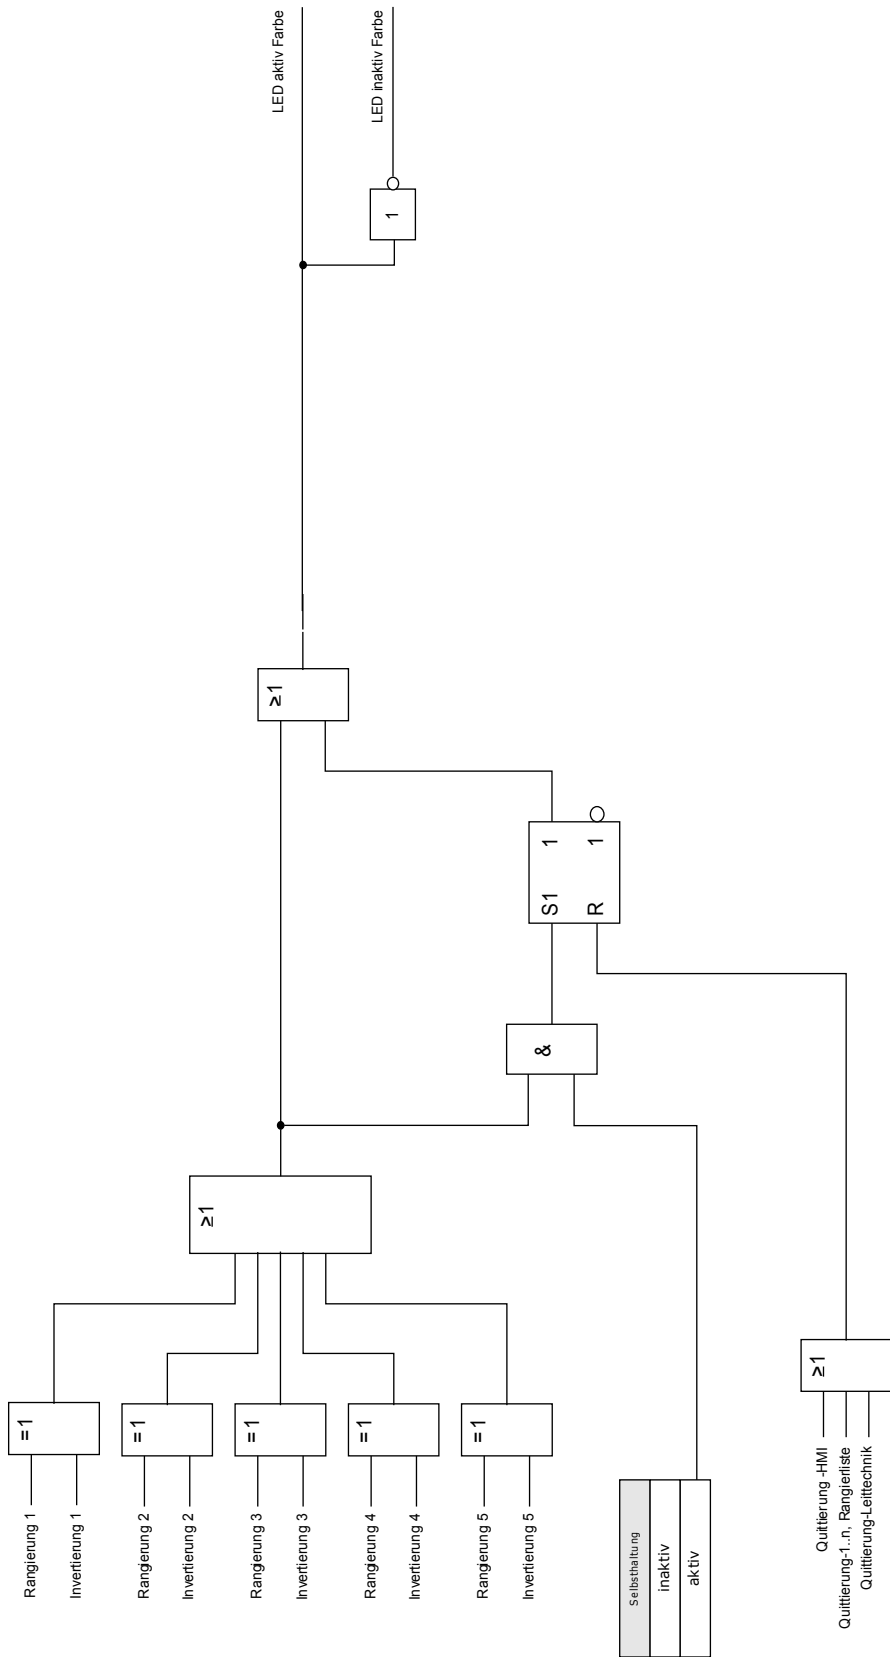 Rangierung 1
Invertierung 1
Rangierung 2
Invertierung 2
Rangierung 3
Invertierung 3
Rangierung 4
Invertierung 4
Rangierung 5
Invertierung 5
=1
=1
=1
=1
=1
≥1
Selbsthaltung
inaktiv
aktiv
&
S1 1
R 1
Quittierung -HMI
Quittierung-1..n, Rangierliste
Quittierung-Leittechnik
≥1
≥1
1
LED aktiv Farbe
LED inaktiv Farbe